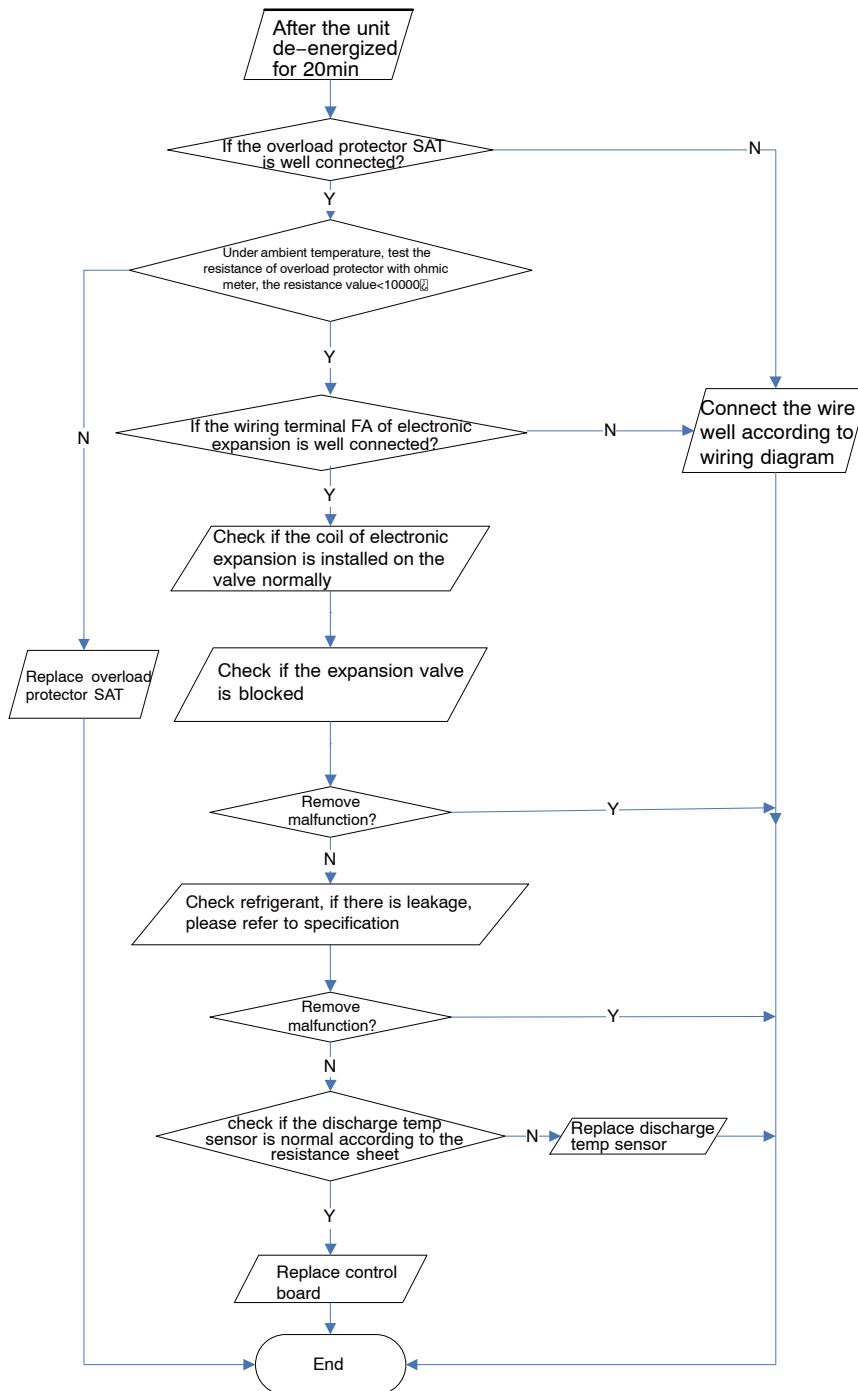 After the unit
de-energized
for 20min
If the overload protector SAT
is well connected?
N
Y
Under ambient temperature, test the
resistance of overload protector with ohmic
meter, the resistance value<10000
Y
N
If the wiring terminal FA of electronic
expansion is well connected?
N
Connect the wire
well according to
wiring diagram
Y
Check if the coil of electronic
expansion is installed on the
valve normally
Replace overload
protector SAT
Check if the expansion valve
is blocked
Remove
malfunction?
Y
N
Check refrigerant, if there is leakage,
please refer to specification
Remove
malfunction?
Y
N
check if the discharge temp
sensor is normal according to the
resistance sheet
N
Replace discharge
temp sensor
Y
Replace control
board
End